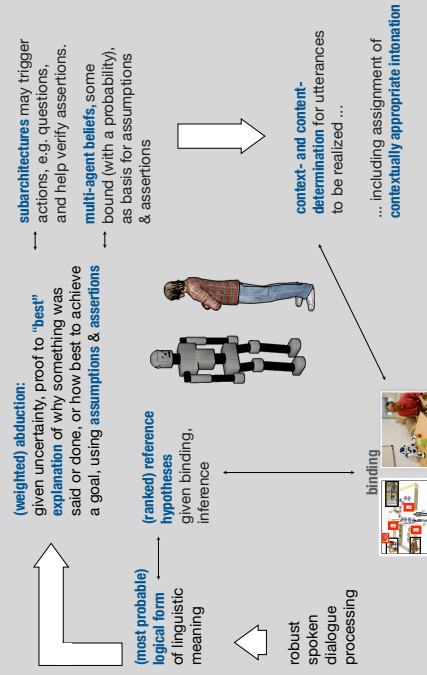 (weighted) abduction:
given uncertainty, proof to “best”
explanation of why something was
said or done, or how best to achieve
a goal, using assumptions & assertions
subarchitectures may trigger
actions, e.g. questions,
and help verify assertions.
multi-agent beliefs, some
bound (with a probability),
as basis for assumptions
& assertions
(most probable)
logical form
of linguistic
meaning
(ranked) reference
hypotheses
given binding,
inference
context- and content-
determination for utterances
to be realized ...
... including assignment of
contextually appropriate intonation
robust
spoken
dialogue
processing
binding